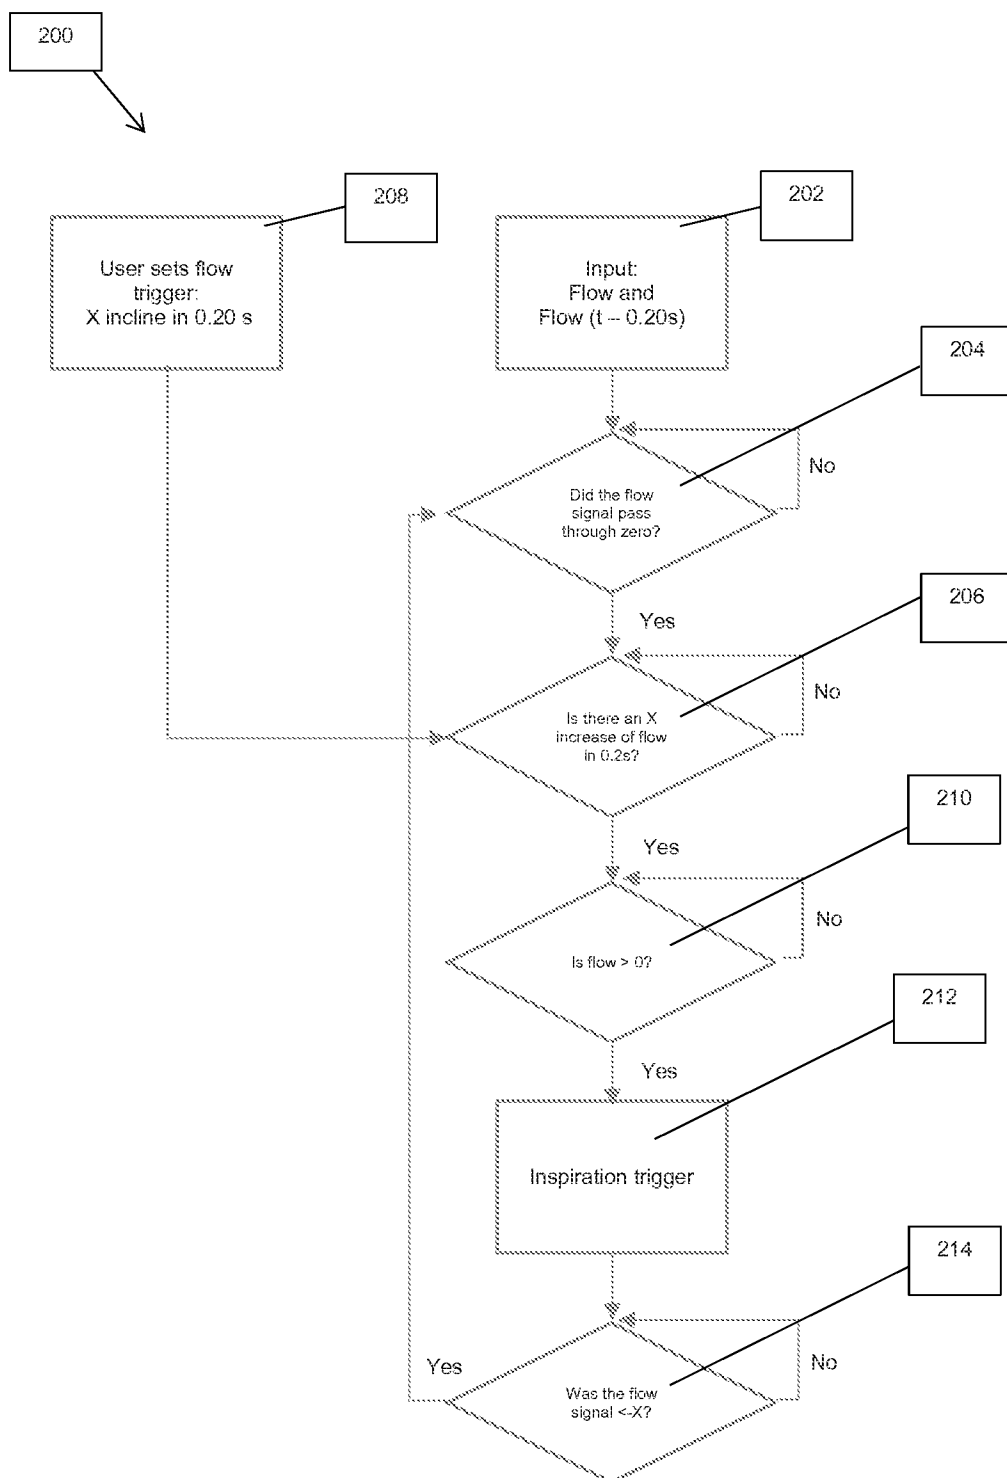 200
208
202
User sets flow
trigger:
X incline in 0.20 s
Input:
Flow and
Flow (t – 0.20s)
204
No
Did the flow
signal pass
through zero?
206
Yes
No
Is there an X
increase of flow
in 0.2s?
210
Yes
No
Is flow > 0?
212
Yes
Inspiration trigger
214
Yes
No
Was the flow
signal <-X?